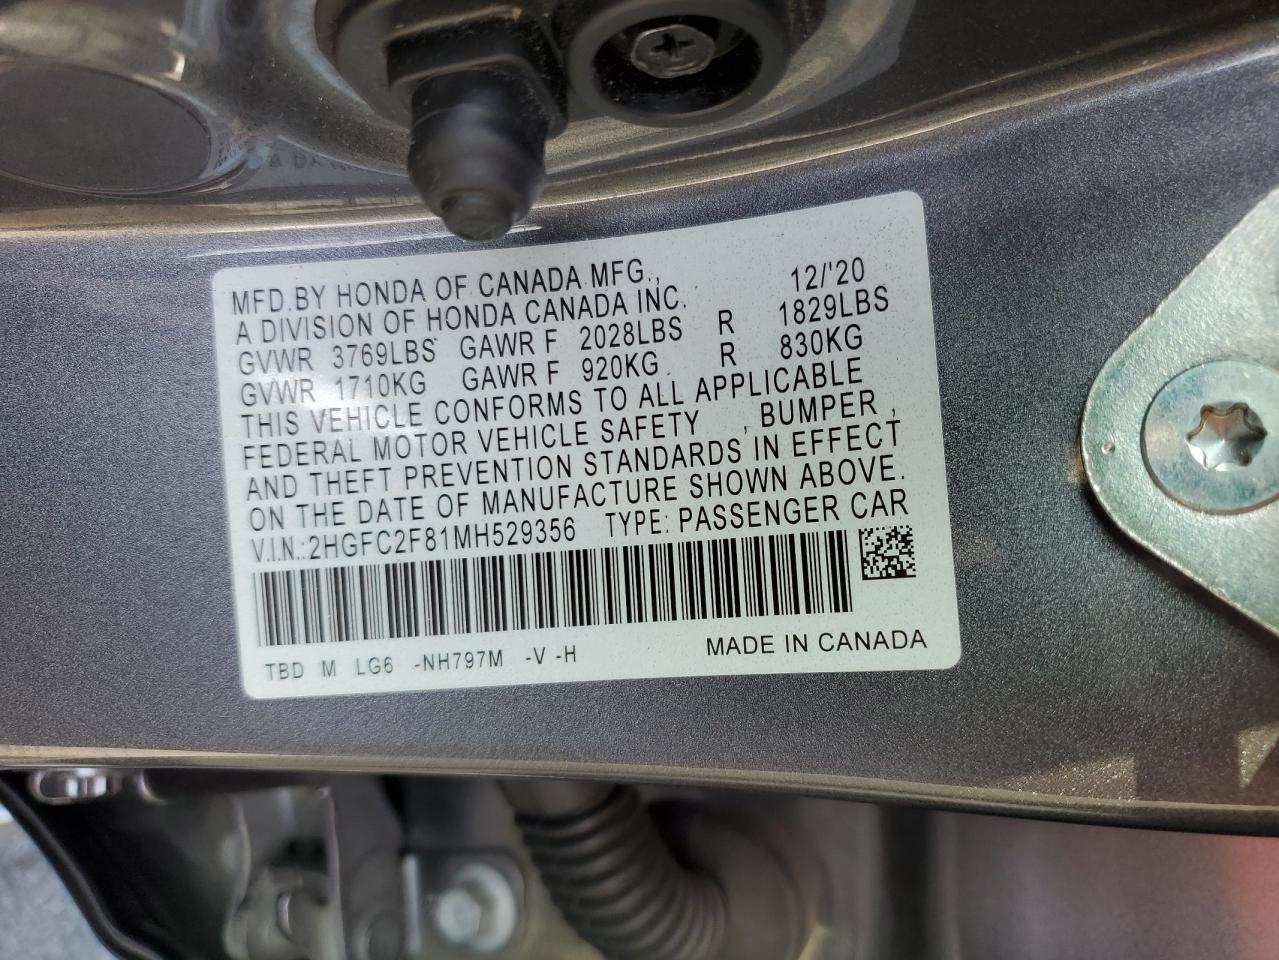 MFD.BY HONDA OF CANADA MFG., 12/'20
A DIVISION OF HONDA CANADA INC.
GVWR 3769LBS GAWR F 2028LBS R 1829LBS
GVWR 1710KG GAWR F 920KG R 830KG
THIS VEHICLE CONFORMS TO ALL APPLICABLE
FEDERAL MOTOR VEHICLE SAFETY , BUMPER ,
AND THEFT PREVENTION STANDARDS IN EFFECT
ON THE DATE OF MANUFACTURE SHOWN ABOVE.
V.I.N.:2HGFC2F81MH529356 TYPE: PASSENGER CAR
TBD M LG6 -NH797M -V -H MADE IN CANADA